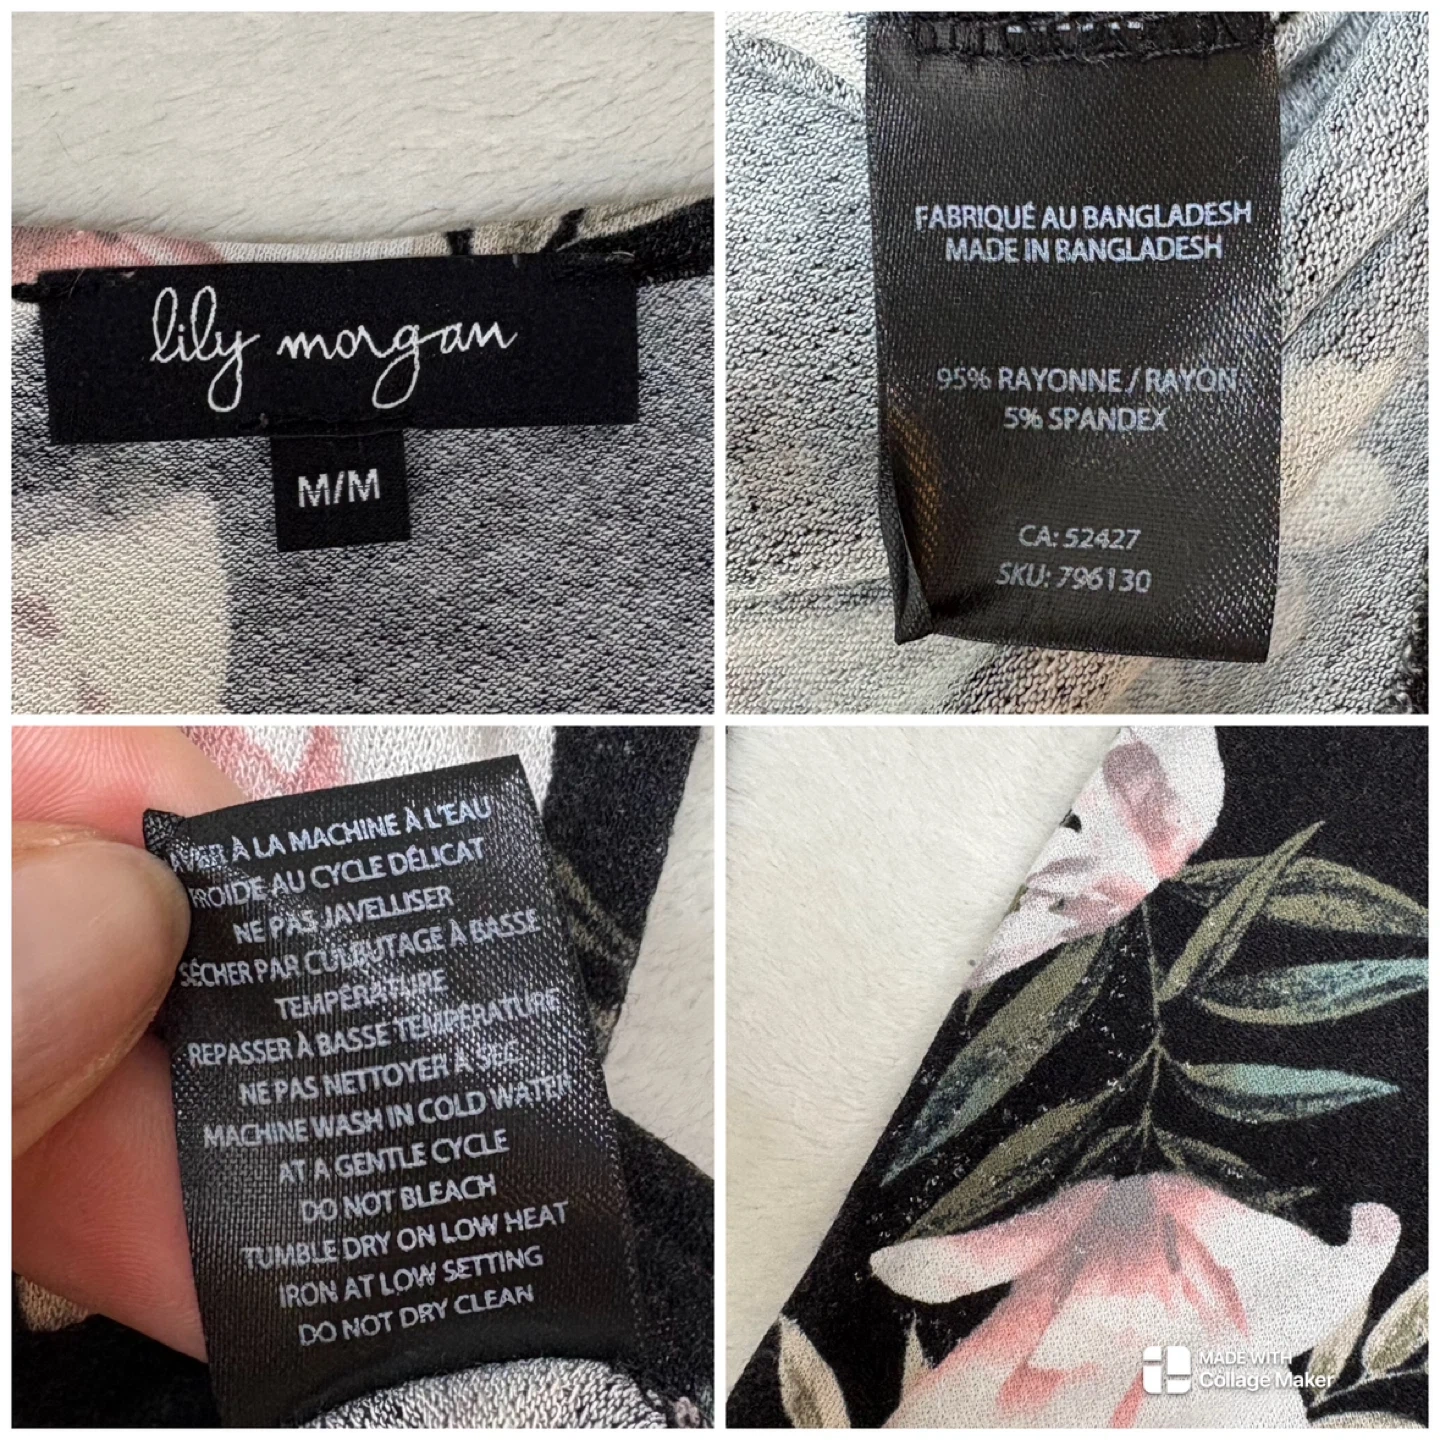 lily morgan
M/M
FABRIQUÉ AU BANGLADESH
MADE IN BANGLADESH
95% RAYONNE / RAYON
5% SPANDEX
CA: 52427
SKU: 796130
À LA MACHINE À L'EAU
AU CYCLE DÉLICAT
NE PAS JAVELLISER
SÉCHER PAR CULBUTAGE À BASSE
TEMPÉRATURE
REPASSER À BASSE TEMPÉRATURE
NE PAS NETTOYER À SEC
MACHINE WASH IN COLD WATER
AT A GENTLE CYCLE
DO NOT BLEACH
TUMBLE DRY ON LOW HEAT
IRON AT LOW SETTING
DO NOT DRY CLEAN
MADE WITH
Collage Maker